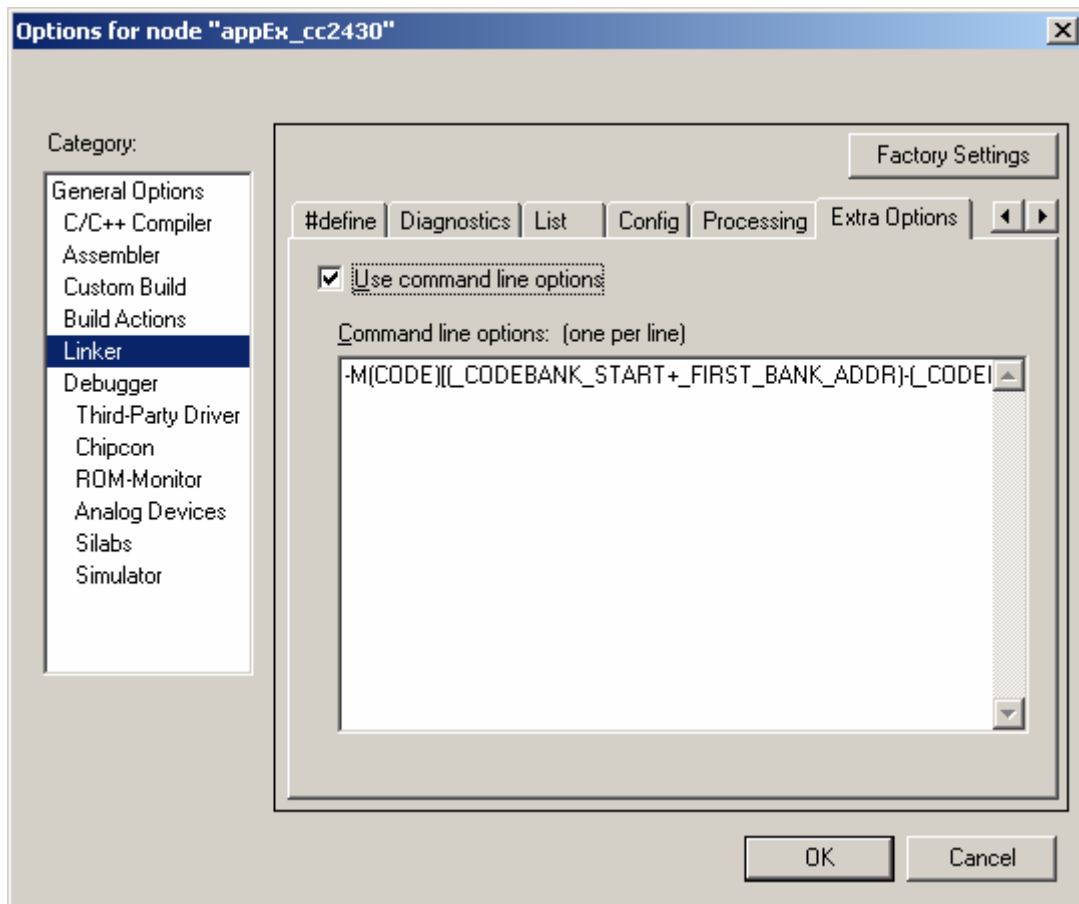 Options for node "appEx_cc2430"
Category:
Factory Settings
General Options
C/C++ Compiler
Assembler
Custom Build
Build Actions
Linker
Debugger
Third-Party Driver
Chipcon
ROM-Monitor
Analog Devices
Silabs
Simulator
#define Diagnostics List Config Processing Extra Options
Use command line options
Command line options: (one per line)
-M(CODE)[(_CODEBANK_START+_FIRST_BANK_ADDR)-(_CODE
OK Cancel